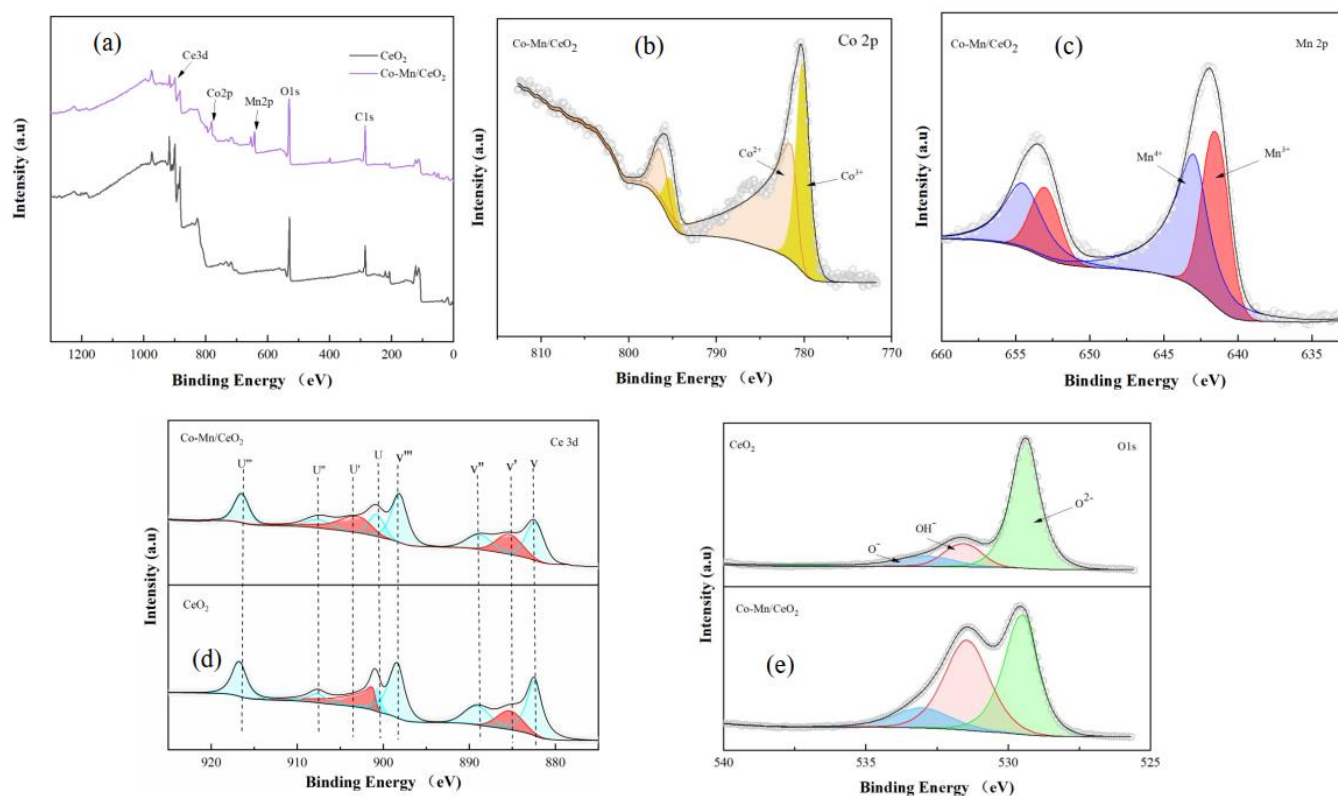 (a)
CeO₂
Co-Mn/CeO₂
Ce3d
Co2p
Mn2p
O1s
C1s
Intensity (a.u)
1200 1000 800 600 400 200 0
Binding Energy （eV）
Co-Mn/CeO₂
(b)
Co 2p
Co²⁺
Co³⁺
Intensity (a.u)
810 800 790 780 770
Binding Energy （eV）
Co-Mn/CeO₂
(c)
Mn 2p
Mn⁴⁺
Mn³⁺
Intensity (a.u)
660 655 650 645 640 635
Binding Energy （eV）
Co-Mn/CeO₂
Ce 3d
U''' U'' U' U V''' V'' V' V
CeO₂
(d)
Intensity (a.u)
920 910 900 890 880
Binding Energy （eV）
CeO₂
O1s
O⁻
OH⁻
O²⁻
Co-Mn/CeO₂
(e)
Intensity (a.u)
540 535 530 525
Binding Energy （eV）